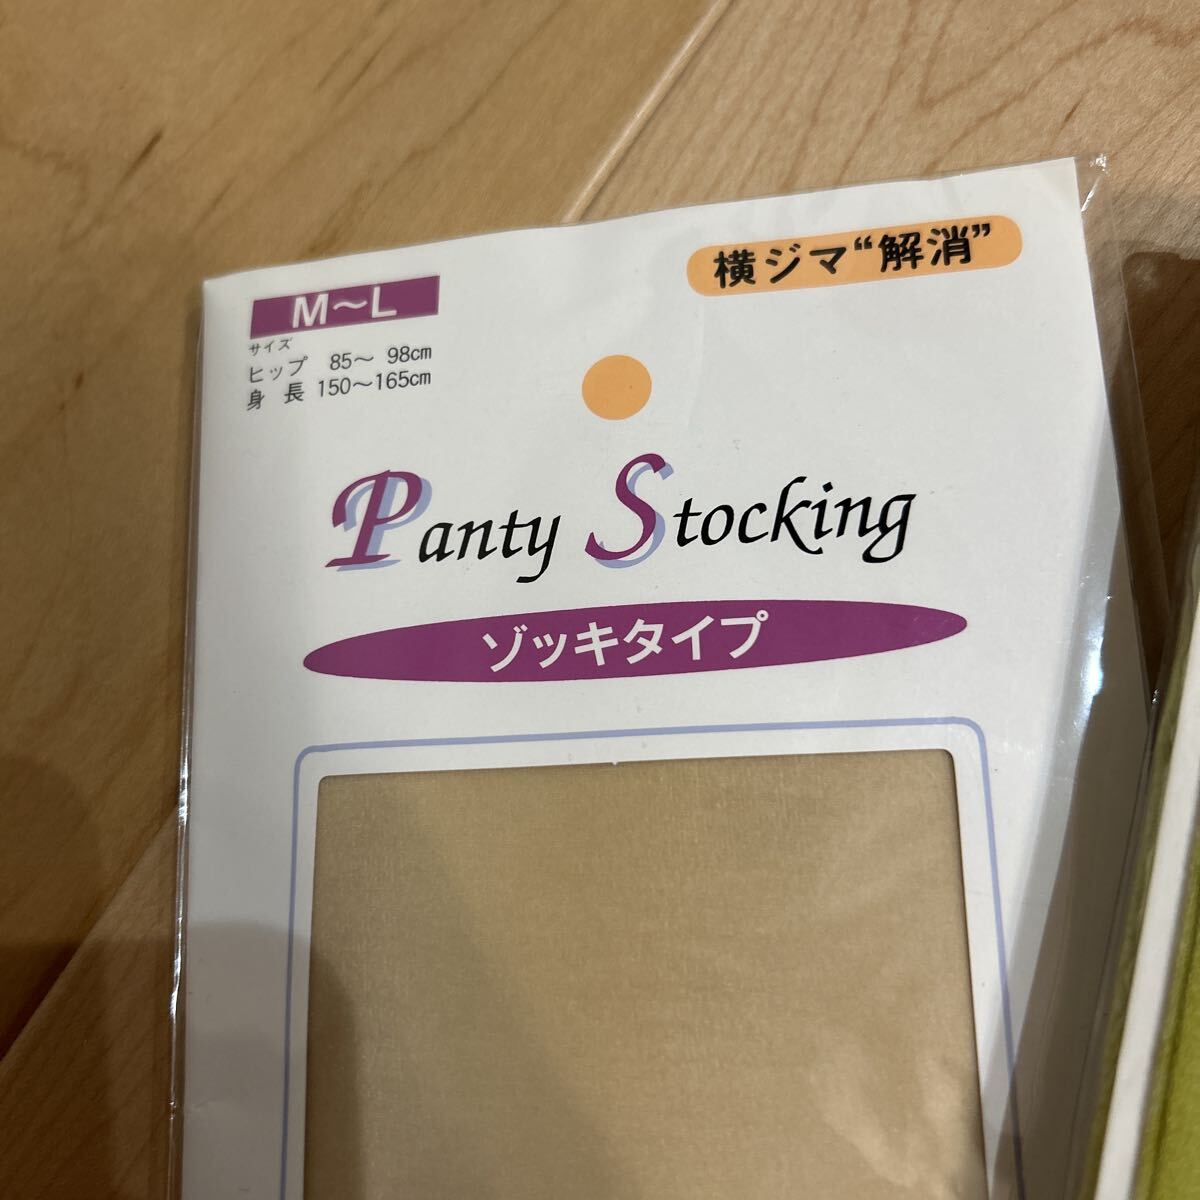 横ジマ“解消”
M〜L
サイズ
ヒップ 85〜 98cm
身 長 150〜165cm
Panty Stocking
ゾッキタイプ